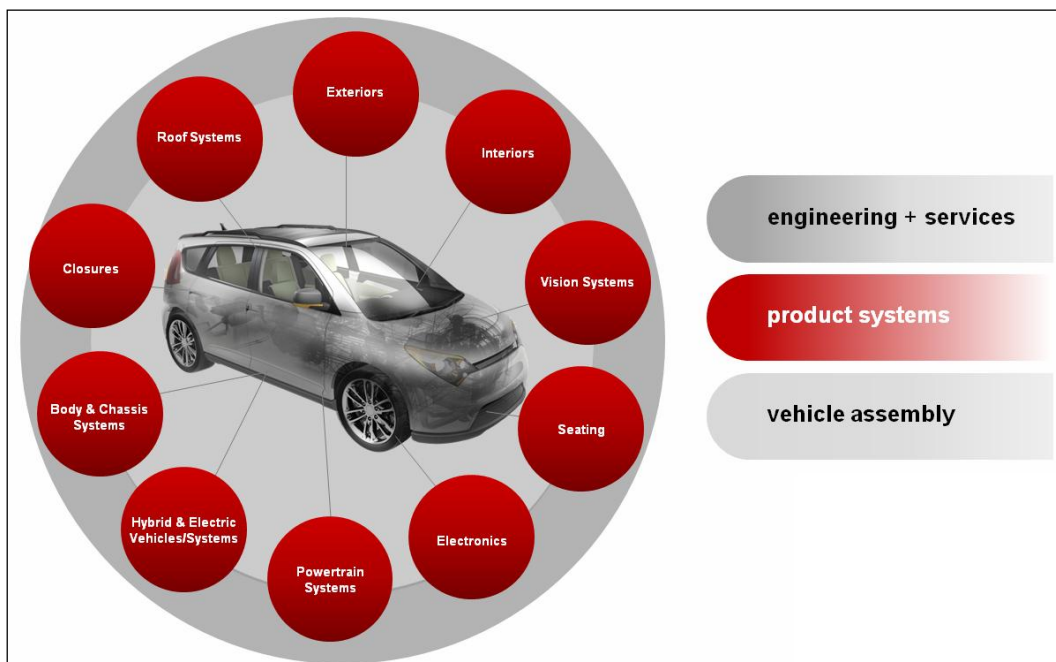 Exteriors
Roof Systems
Interiors
Closures
Vision Systems
Body & Chassis
Systems
Seating
Hybrid & Electric
Vehicles/Systems
Electronics
Powertrain
Systems
engineering + services
product systems
vehicle assembly